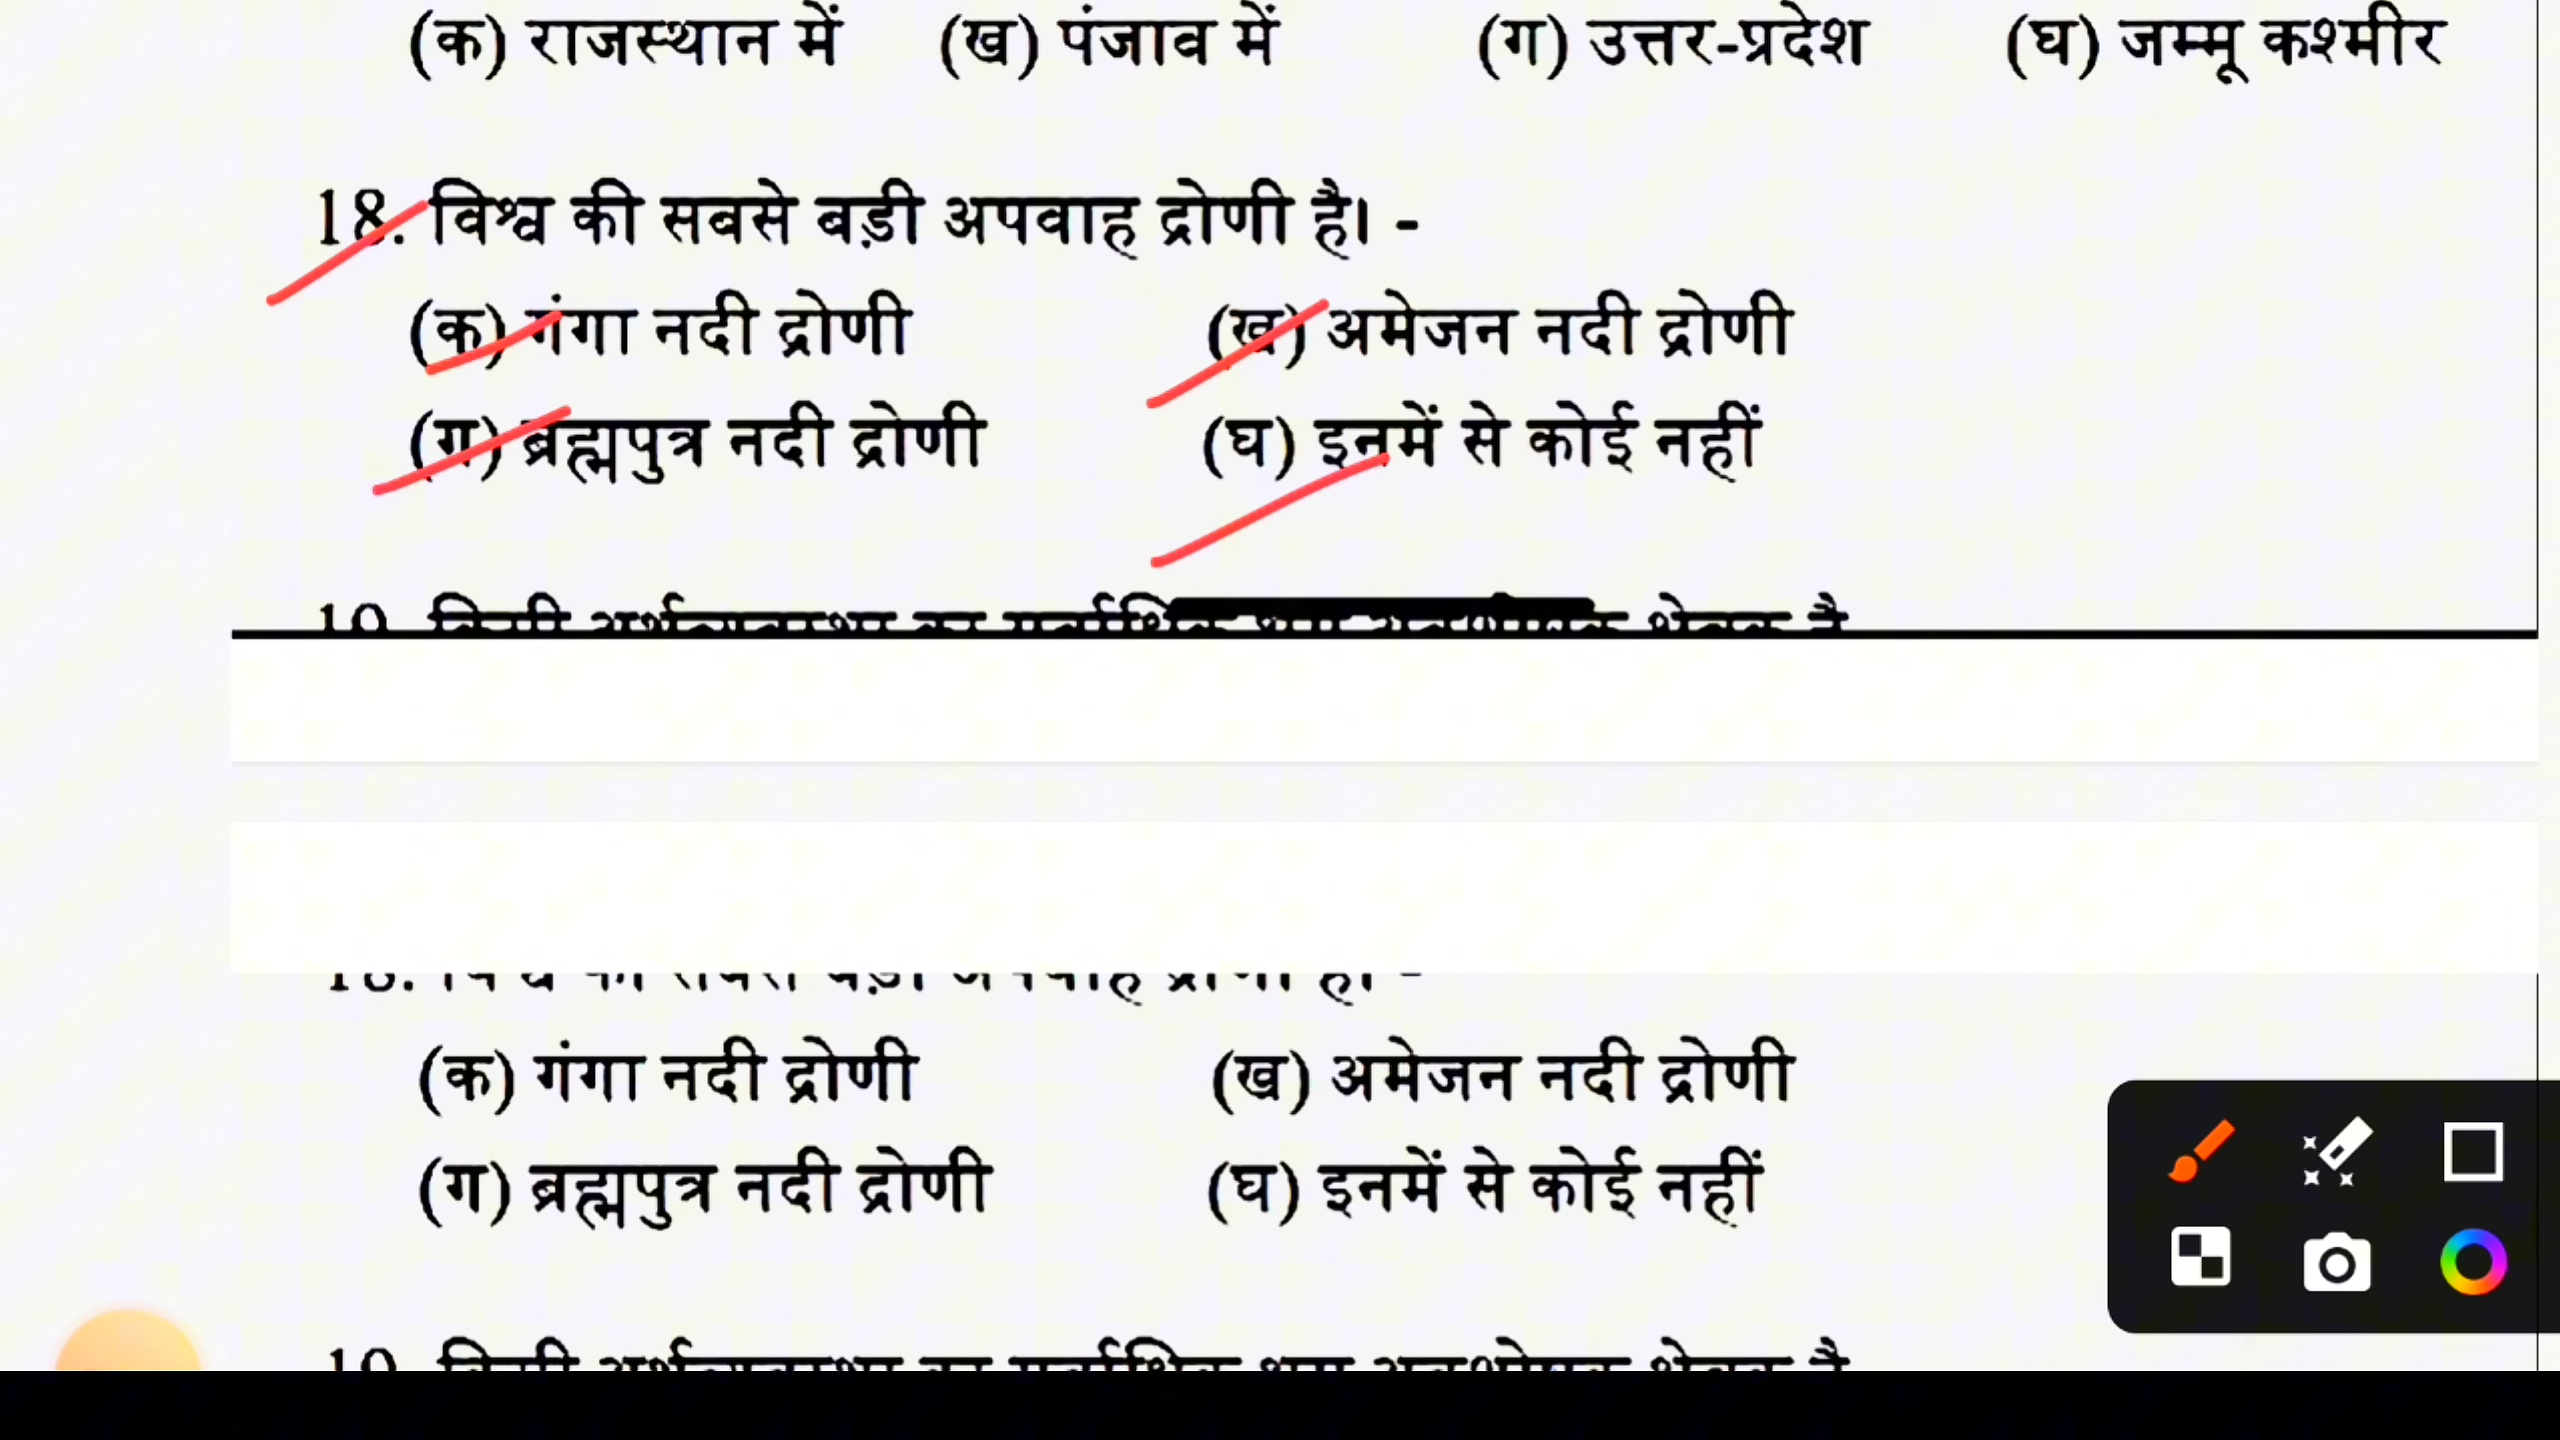 (क) राजस्थान में (ख) पंजाव में (ग) उत्तर-प्रदेश (घ) जम्मू कश्मीर
18. विश्व की सबसे बड़ी अपवाह द्रोणी है। -
(क) गंगा नदी द्रोणी (ख) अमेजन नदी द्रोणी
(ग) ब्रह्मपुत्र नदी द्रोणी (घ) इनमें से कोई नहीं
(क) गंगा नदी द्रोणी (ख) अमेजन नदी द्रोणी
(ग) ब्रह्मपुत्र नदी द्रोणी (घ) इनमें से कोई नहीं